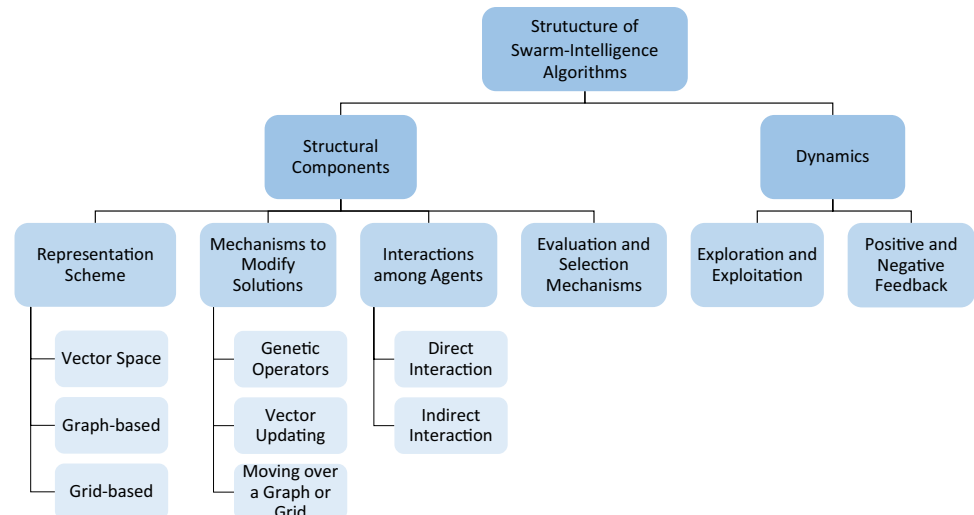 Strutucture of
Swarm-Intelligence
Algorithms
Structural
Components
Dynamics
Representation
Scheme
Mechanisms to
Modify
Solutions
Interactions
among Agents
Evaluation and
Selection
Mechanisms
Exploration and
Exploitation
Positive and
Negative
Feedback
Vector Space
Graph-based
Grid-based
Genetic
Operators
Vector
Updating
Moving over
a Graph or
Grid
Direct
Interaction
Indirect
Interaction